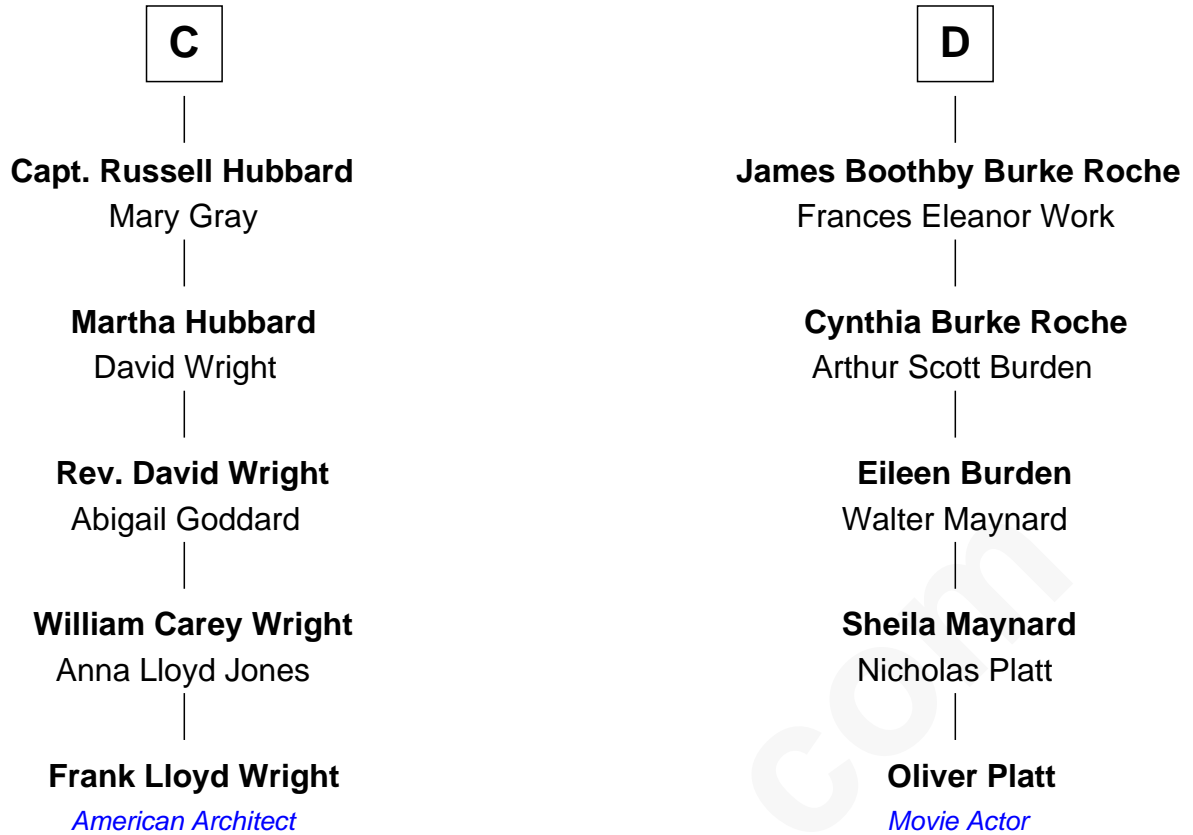 C
Capt. Russell Hubbard
Mary Gray
Martha Hubbard
David Wright
Rev. David Wright
Abigail Goddard
William Carey Wright
Anna Lloyd Jones
Frank Lloyd Wright
American Architect
D
James Boothby Burke Roche
Frances Eleanor Work
Cynthia Burke Roche
Arthur Scott Burden
Eileen Burden
Walter Maynard
Sheila Maynard
Nicholas Platt
Oliver Platt
Movie Actor
com